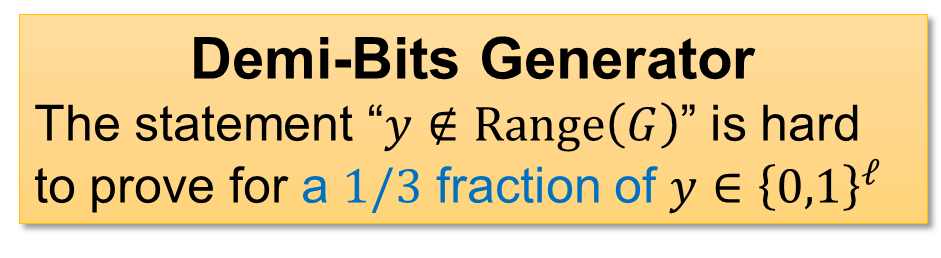 Demi-Bits Generator
The statement “y ∉ Range(G)” is hard
to prove for a 1/3 fraction of y ∈ {0,1}^ℓ